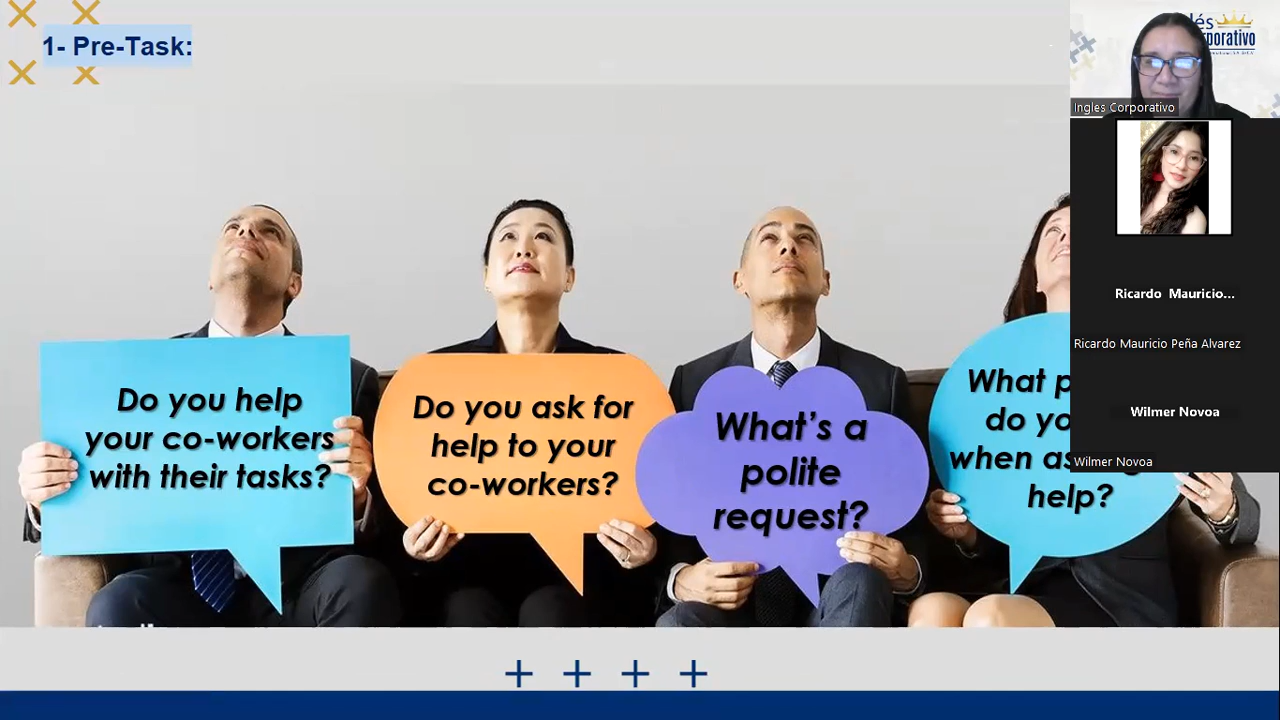 1- Pre-Task:
Do you help
your co-workers
with their tasks?
Do you ask for
help to your
co-workers?
What's a
polite
request?
What
do
when
help?
Ingles Corporativo
Ricardo Mauricio...
Ricardo Mauricio Peña Alvarez
Wilmer Novoa
Wilmer Novoa